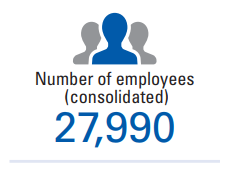 Number of employees
(consolidated)
27,990